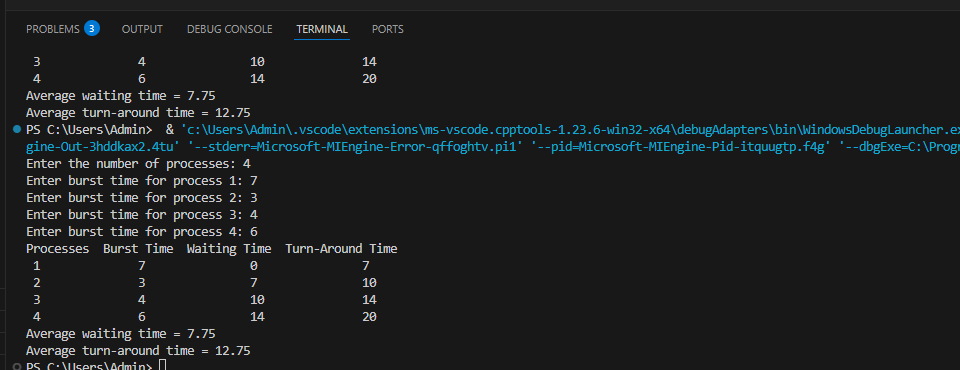 PROBLEMS 3 OUTPUT DEBUG CONSOLE TERMINAL PORTS
3 4 10 14
4 6 14 20
Average waiting time = 7.75
Average turn-around time = 12.75
PS C:\Users\Admin> & 'c:\Users\Admin\.vscode\extensions\ms-vscode.cpptools-1.23.6-win32-x64\debugAdapters\bin\WindowsDebugLauncher.ex
gine-Out-3hddkax2.4tu' '--stderr=Microsoft-MIEngine-Error-qffoghtv.pi1' '--pid=Microsoft-MIEngine-Pid-itquugtp.f4g' '--dbgExe=C:\Progr
Enter the number of processes: 4
Enter burst time for process 1: 7
Enter burst time for process 2: 3
Enter burst time for process 3: 4
Enter burst time for process 4: 6
Processes Burst Time Waiting Time Turn-Around Time
1 7 0 7
2 3 7 10
3 4 10 14
4 6 14 20
Average waiting time = 7.75
Average turn-around time = 12.75
PS C:\Users\Admin>